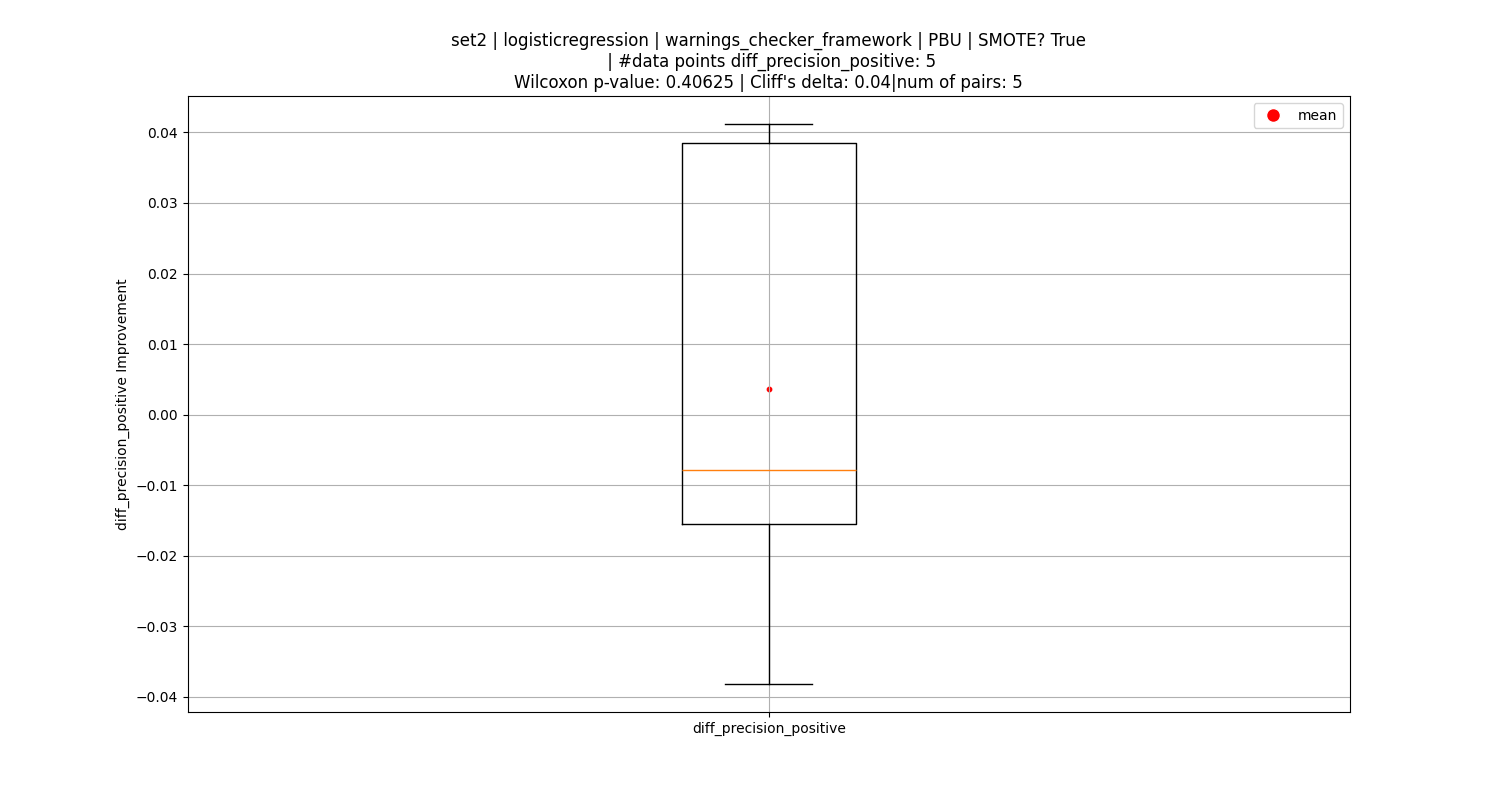 set2 | logisticregression | warnings_checker_framework | PBU | SMOTE? True
| #data points diff_precision_positive: 5
Wilcoxon p-value: 0.40625 | Cliff's delta: 0.04|num of pairs: 5
mean
0.04
0.03
0.02
0.01
0.00
−0.01
−0.02
−0.03
−0.04
diff_precision_positive Improvement
diff_precision_positive